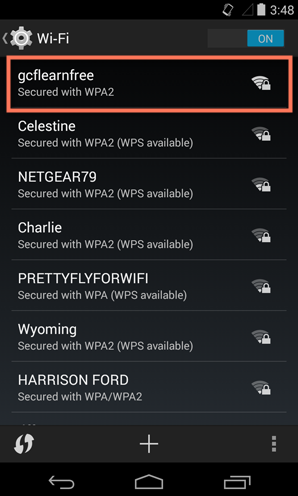 3:48
Wi-Fi
ON
gcflearnfree
Secured with WPA2
Celestine
Secured with WPA2 (WPS available)
NETGEAR79
Secured with WPA2 (WPS available)
Charlie
Secured with WPA2 (WPS available)
PRETTYFLYFORWIFI
Secured with WPA (WPS available)
Wyoming
Secured with WPA2 (WPS available)
HARRISON FORD
Secured with WPA/WPA2